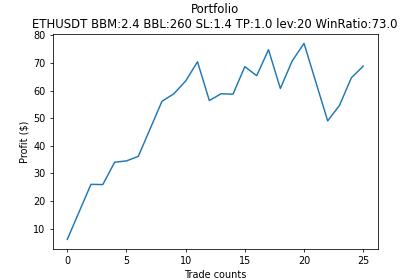 Portfolio
ETHUSDT BBM:2.4 BBL:260 SL:1.4 TP:1.0 lev:20 WinRatio:73.0
80
70
60
50
40
30
20
10
Profit ($)
0 5 10 15 20 25
Trade counts